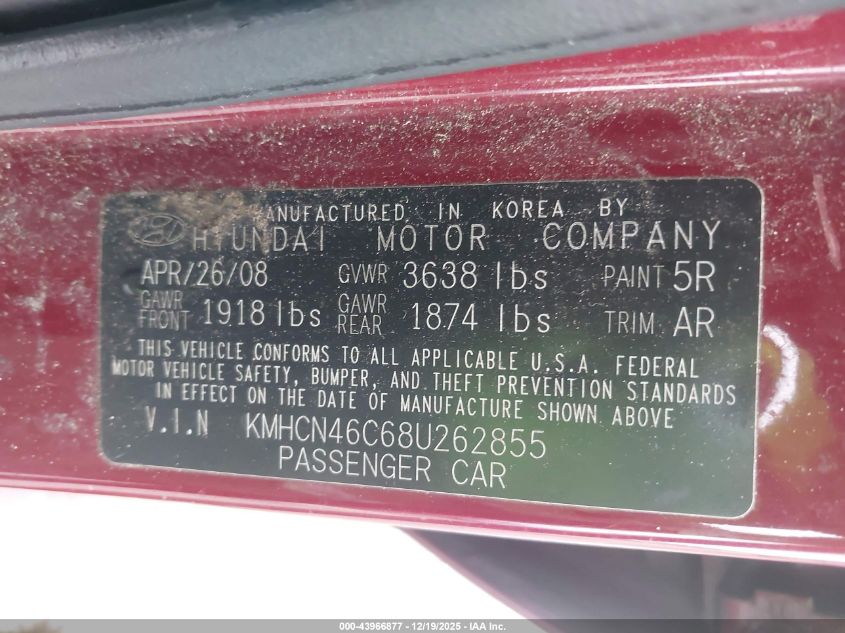 MANUFACTURED IN KOREA BY
HYUNDAI MOTOR COMPANY
APR/26/08 GVWR 3638 lbs PAINT 5R
GAWR FRONT 1918 lbs GAWR REAR 1874 lbs TRIM AR
THIS VEHICLE CONFORMS TO ALL APPLICABLE U.S.A. FEDERAL
MOTOR VEHICLE SAFETY, BUMPER, AND THEFT PREVENTION STANDARDS
IN EFFECT ON THE DATE OF MANUFACTURE SHOWN ABOVE
V.I.N KMHCN46C68U262855
PASSENGER CAR
000-43966877 - 12/19/2025 - IAA Inc.